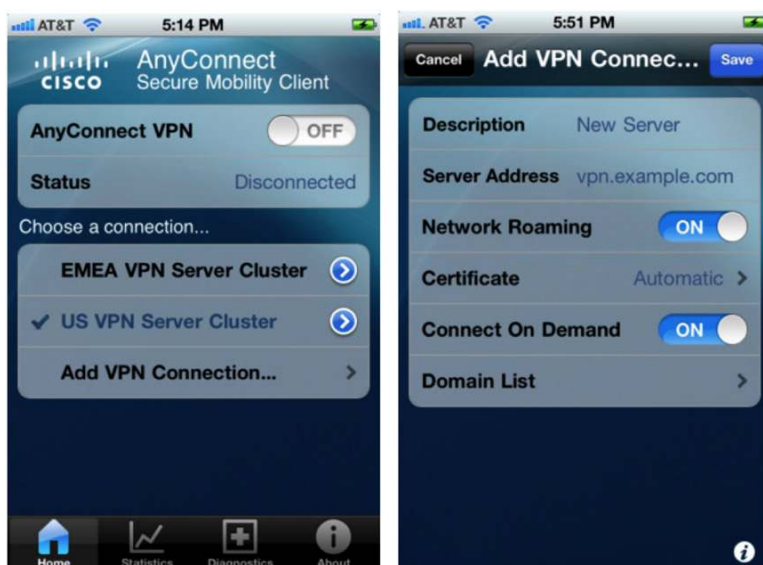 AT&T 5:14 PM
CISCO
AnyConnect
Secure Mobility Client
AnyConnect VPN OFF
Status Disconnected
Choose a connection...
EMEA VPN Server Cluster
US VPN Server Cluster
Add VPN Connection...
Home Statistics Diagnostics About
AT&T 5:51 PM
Cancel Add VPN Connec... Save
Description New Server
Server Address vpn.example.com
Network Roaming ON
Certificate Automatic
Connect On Demand ON
Domain List